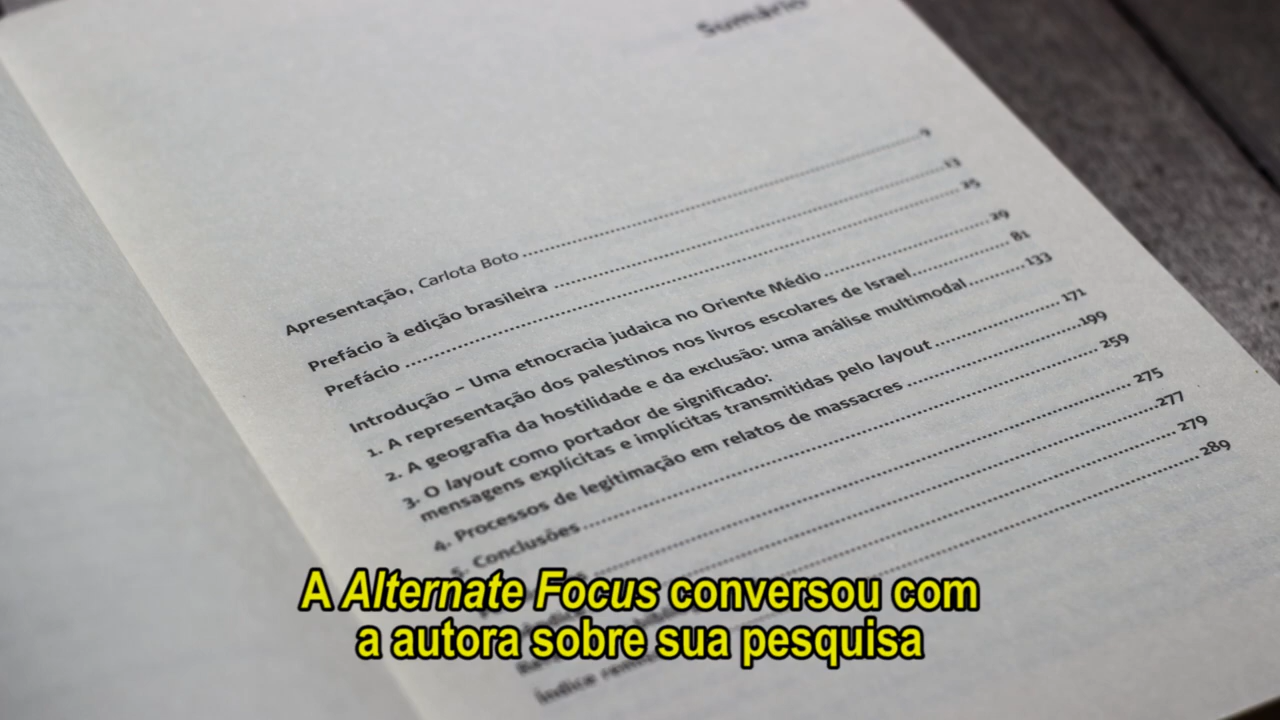 Sumário
Apresentação, Carlota Boto 9
Prefácio à edição brasileira 13
Prefácio 25
Introdução – Uma etnocracia judaica no Oriente Médio 29
1. A representação dos palestinos nos livros escolares de Israel 81
2. A geografia da hostilidade e da exclusão: uma análise multimodal 133
3. O layout como portador de significado:
mensagens explícitas e implícitas transmitidas pelo layout 171
4. Processos de legitimação em relatos de massacres 199
5. Conclusões 259
275
277
279
Índice 289
A Alternate Focus conversou com
a autora sobre sua pesquisa